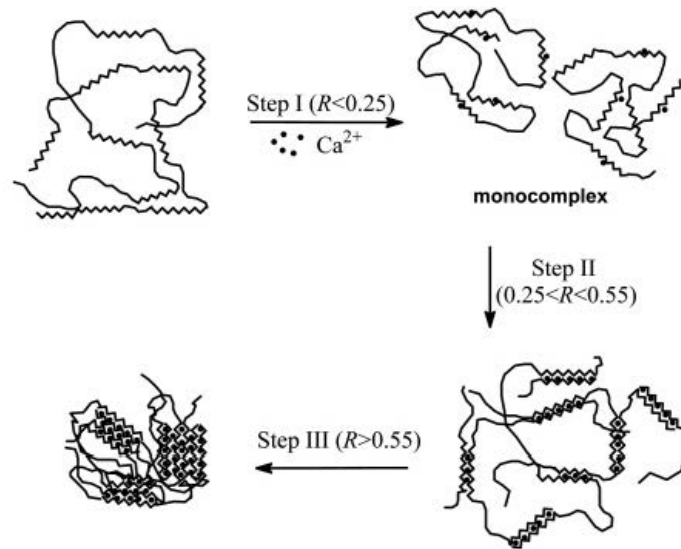 Step I (R<0.25)
Ca2+
monocomplex
Step II
(0.25<R<0.55)
Step III (R>0.55)